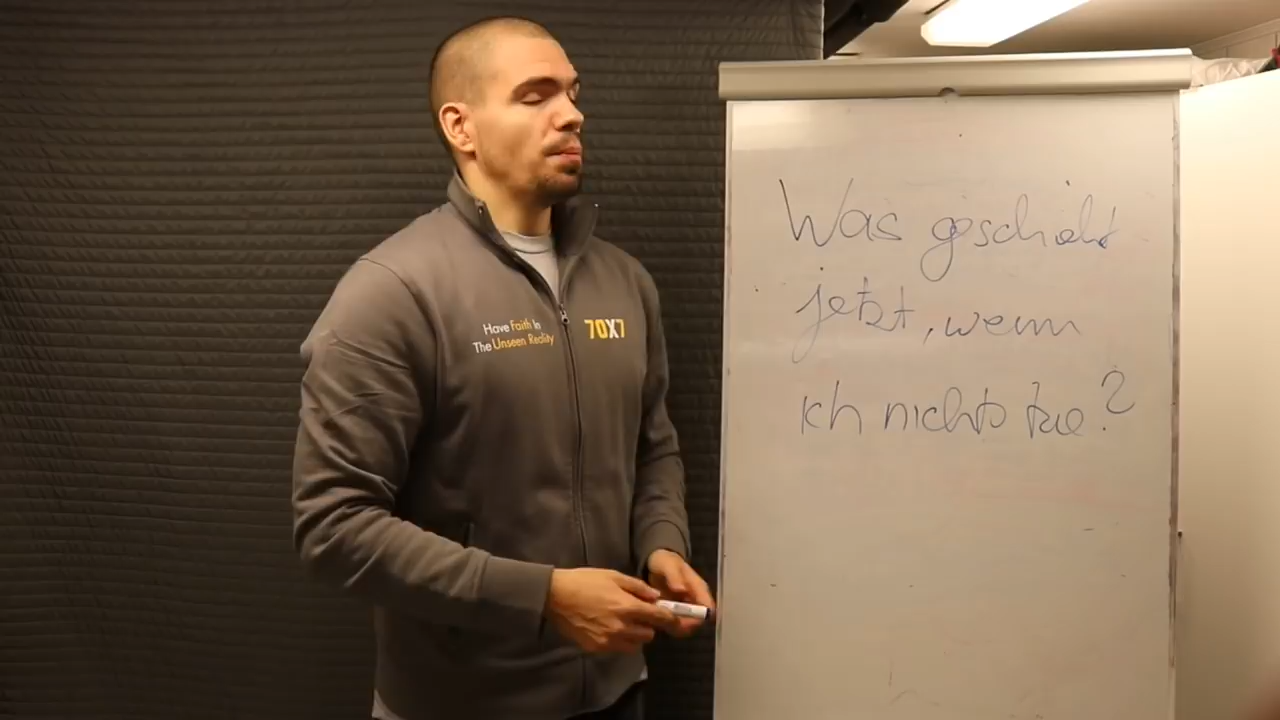 Have Faith In
The Unseen Reality
70X7
Was geschieht
jetzt, wenn
ich nichts tue?